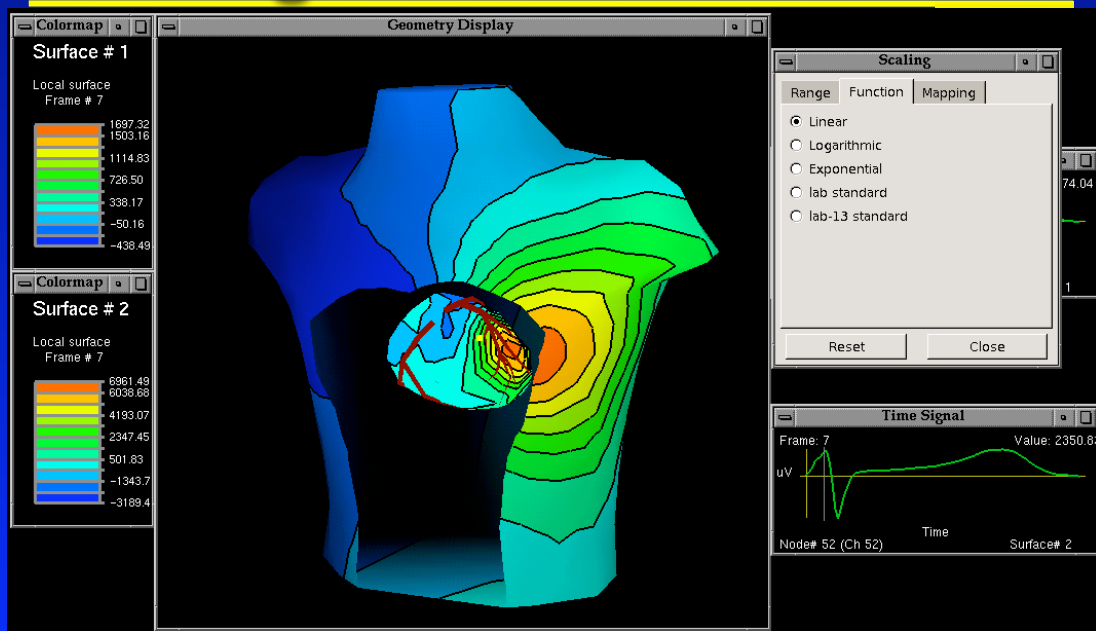 Colormap
Surface # 1
Local surface
Frame # 7
1697.32
1503.16
1114.83
726.50
338.17
-50.16
-438.49
Colormap
Surface # 2
Local surface
Frame # 7
6961.49
6038.68
4193.07
2347.45
501.83
-1343.7
-3189.4
Geometry Display
Scaling
Range Function Mapping
Linear
Logarithmic
Exponential
lab standard
lab-13 standard
Reset Close
74.04
1
Time Signal
Frame: 7 Value: 2350.83
uV
Time
Node# 52 (Ch 52) Surface# 2